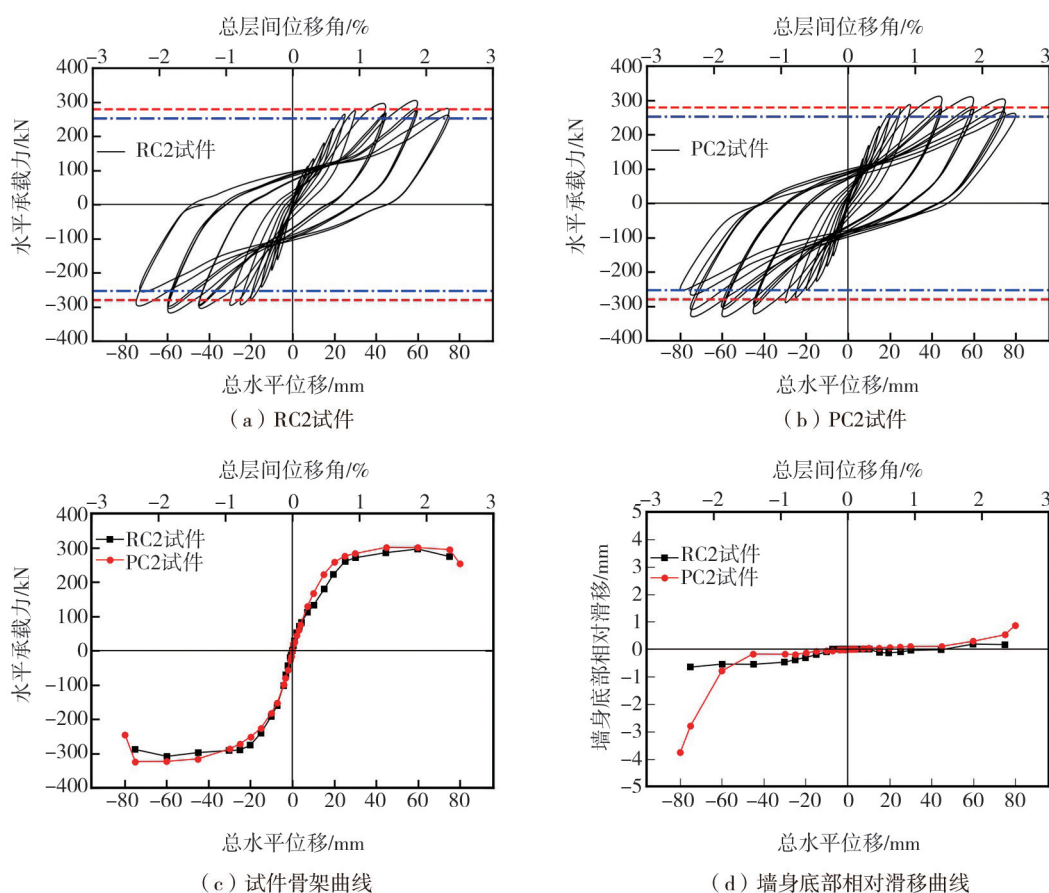 总层间位移角/%
-3 -2 -1 0 1 2 3
400
300
200
100
0
-100
-200
-300
-400
水平承载力/kN
RC2试件
-80 -60 -40 -20 0 20 40 60 80
总水平位移/mm
（a）RC2试件
总层间位移角/%
-3 -2 -1 0 1 2 3
400
300
200
100
0
-100
-200
-300
-400
水平承载力/kN
PC2试件
-80 -60 -40 -20 0 20 40 60 80
总水平位移/mm
（b）PC2试件
总层间位移角/%
-3 -2 -1 0 1 2 3
400
300
200
100
0
-100
-200
-300
-400
水平承载力/kN
RC2试件
PC2试件
-80 -60 -40 -20 0 20 40 60 80
总水平位移/mm
（c）试件骨架曲线
总层间位移角/%
-3 -2 -1 0 1 2 3
5
4
3
2
1
0
-1
-2
-3
-4
-5
墙身底部相对滑移/mm
RC2试件
PC2试件
-80 -60 -40 -20 0 20 40 60 80
总水平位移/mm
（d）墙身底部相对滑移曲线